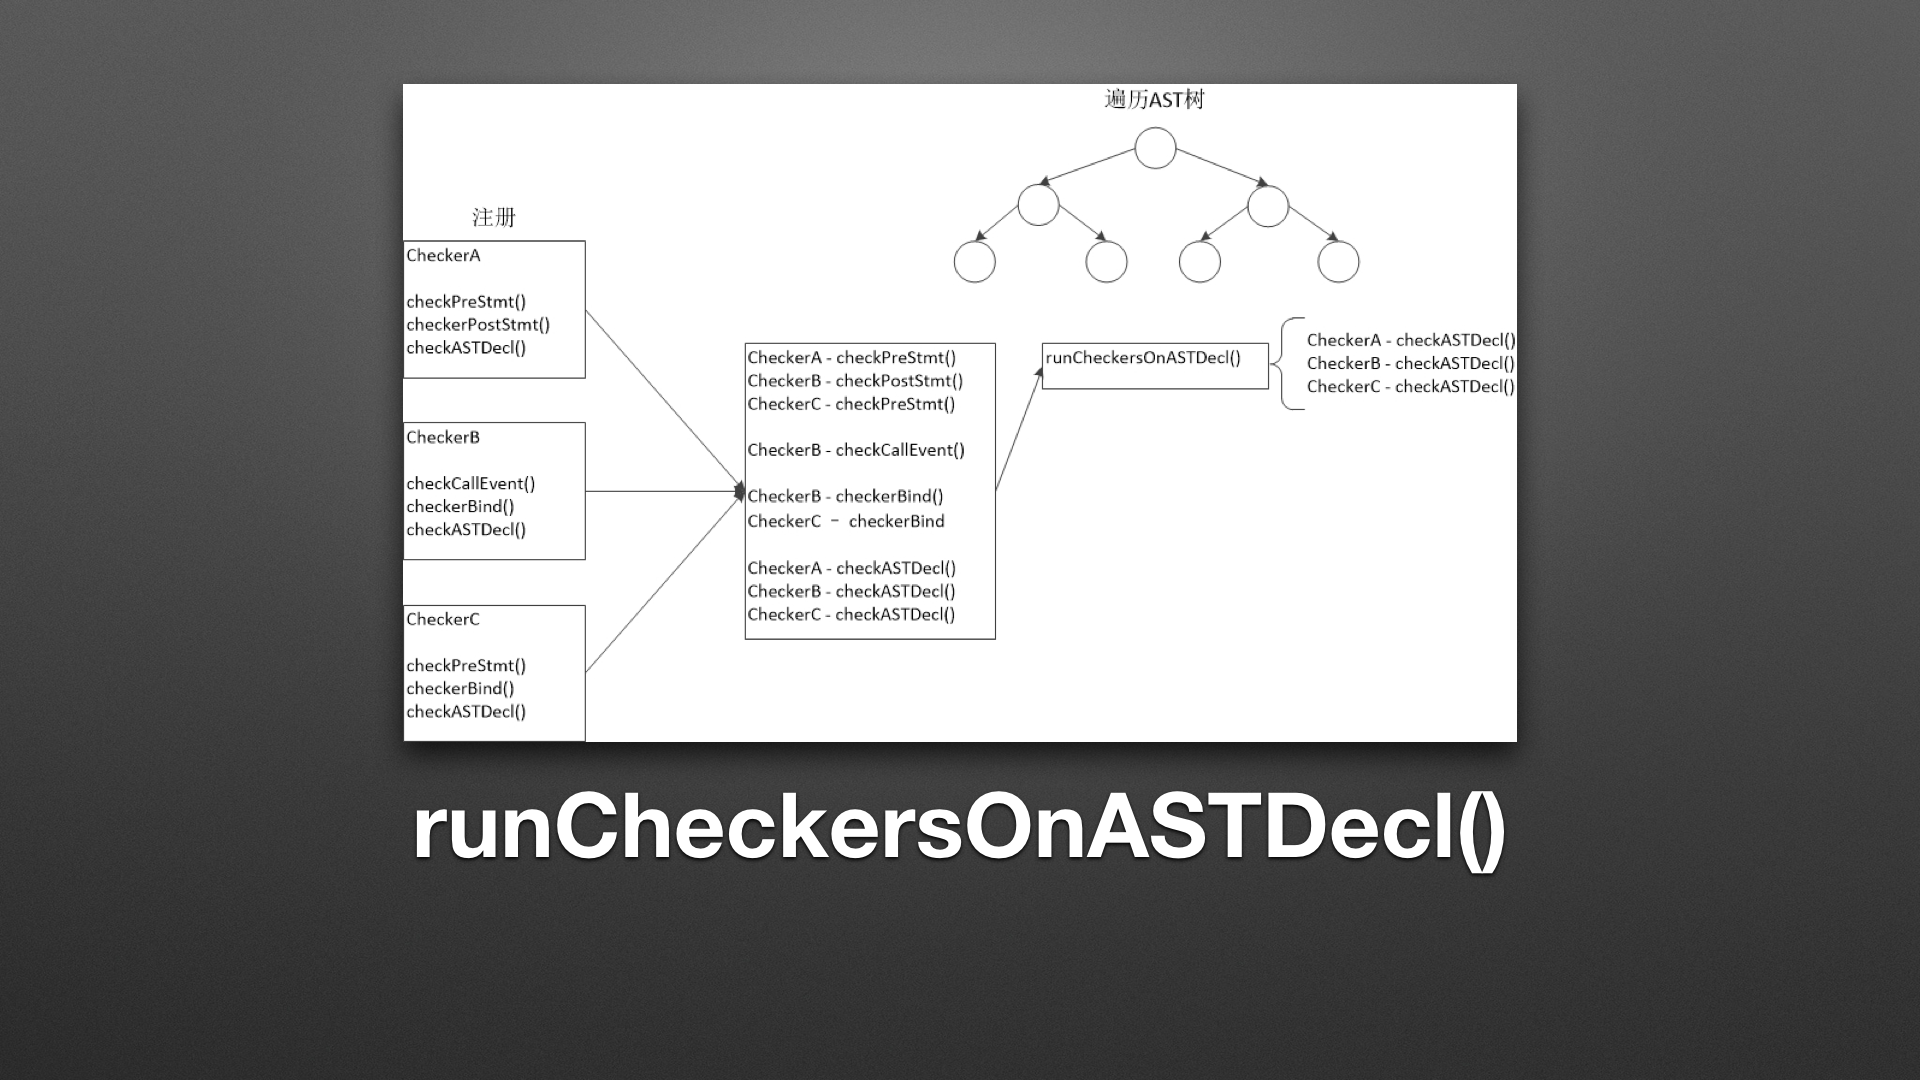 遍历AST树
注册
CheckerA
checkPreStmt()
checkerPostStmt()
checkASTDecl()
CheckerB
checkCallEvent()
checkerBind()
checkASTDecl()
CheckerC
checkPreStmt()
checkerBind()
checkASTDecl()
CheckerA - checkPreStmt()
CheckerB - checkPostStmt()
CheckerC - checkPreStmt()
CheckerB - checkCallEvent()
CheckerB - checkerBind()
CheckerC – checkerBind
CheckerA - checkASTDecl()
CheckerB - checkASTDecl()
CheckerC - checkASTDecl()
runCheckersOnASTDecl()
CheckerA - checkASTDecl()
CheckerB - checkASTDecl()
CheckerC - checkASTDecl()
runCheckersOnASTDecl()